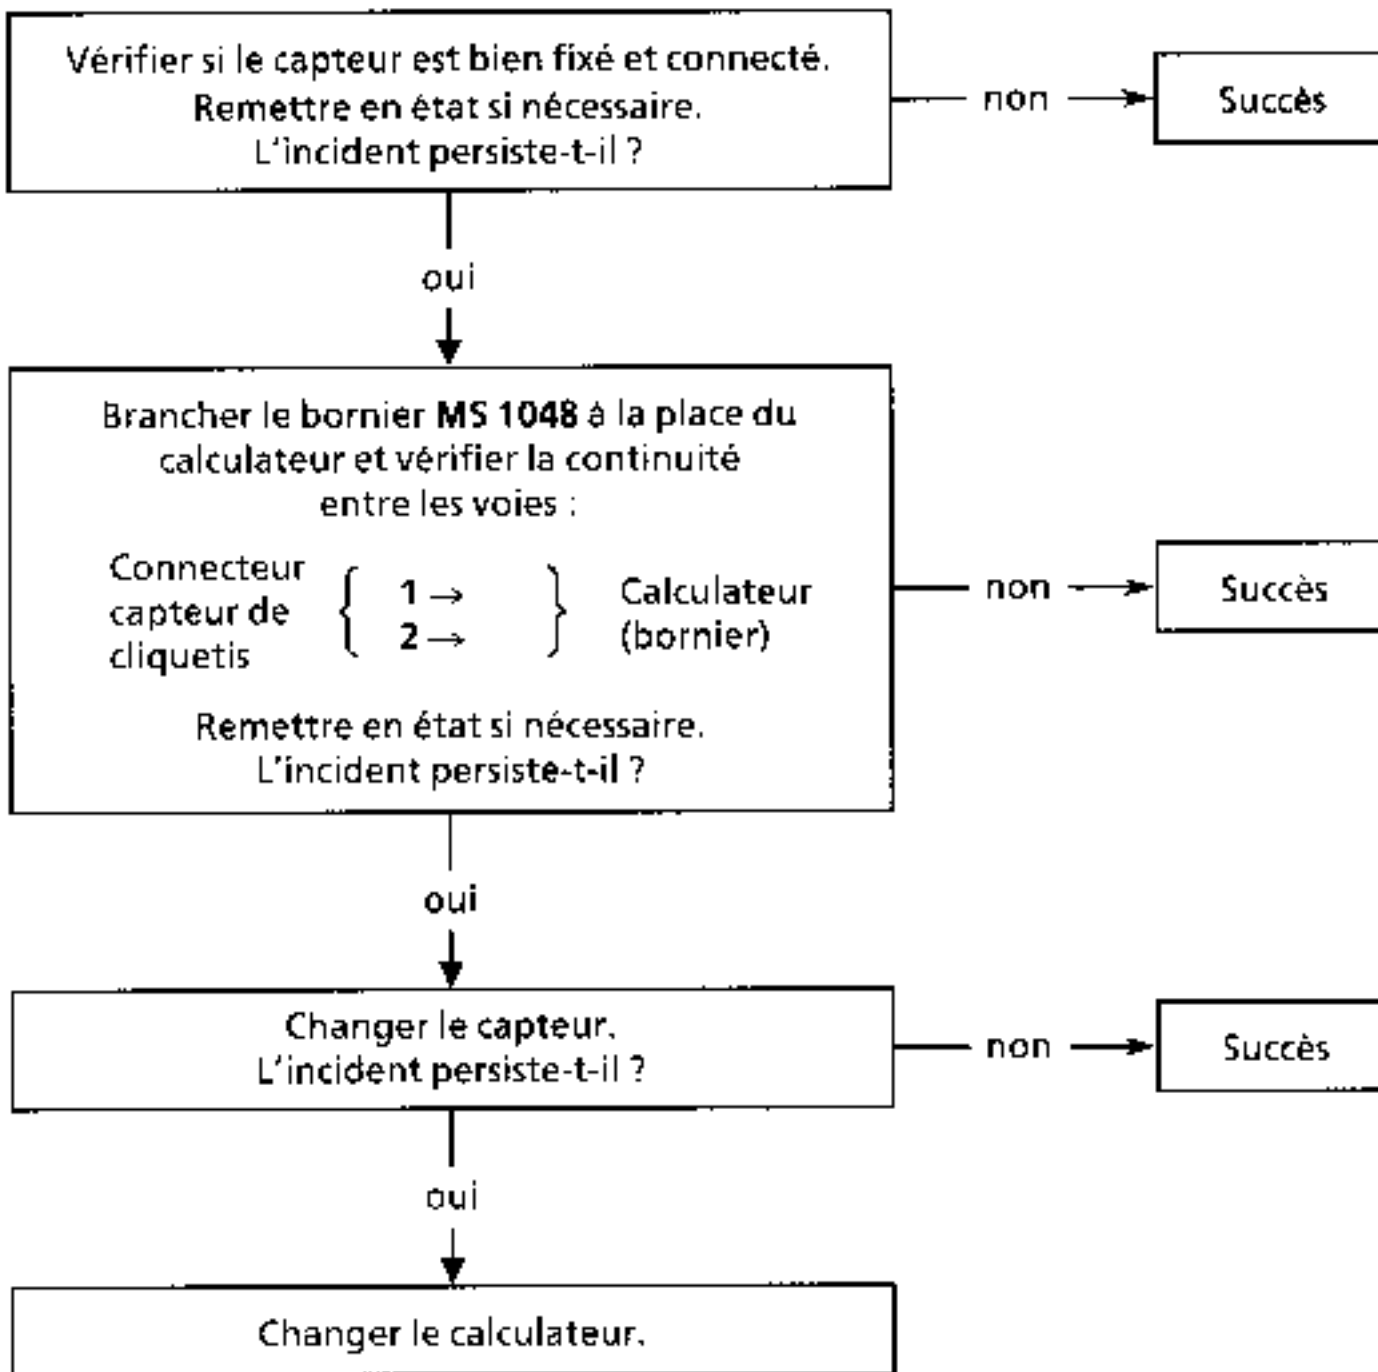 Vérifier si le capteur est bien fixé et connecté.
Remettre en état si nécessaire.
L'incident persiste-t-il ?
non
Succès
oui
Brancher le bornier MS 1048 à la place du
calculateur et vérifier la continuité
entre les voies :
Connecteur
capteur de
cliquetis
{ 1 → }
{ 2 → }
Calculateur
(bornier)
Remettre en état si nécessaire.
L'incident persiste-t-il ?
non
Succès
oui
Changer le capteur.
L'incident persiste-t-il ?
non
Succès
oui
Changer le calculateur.